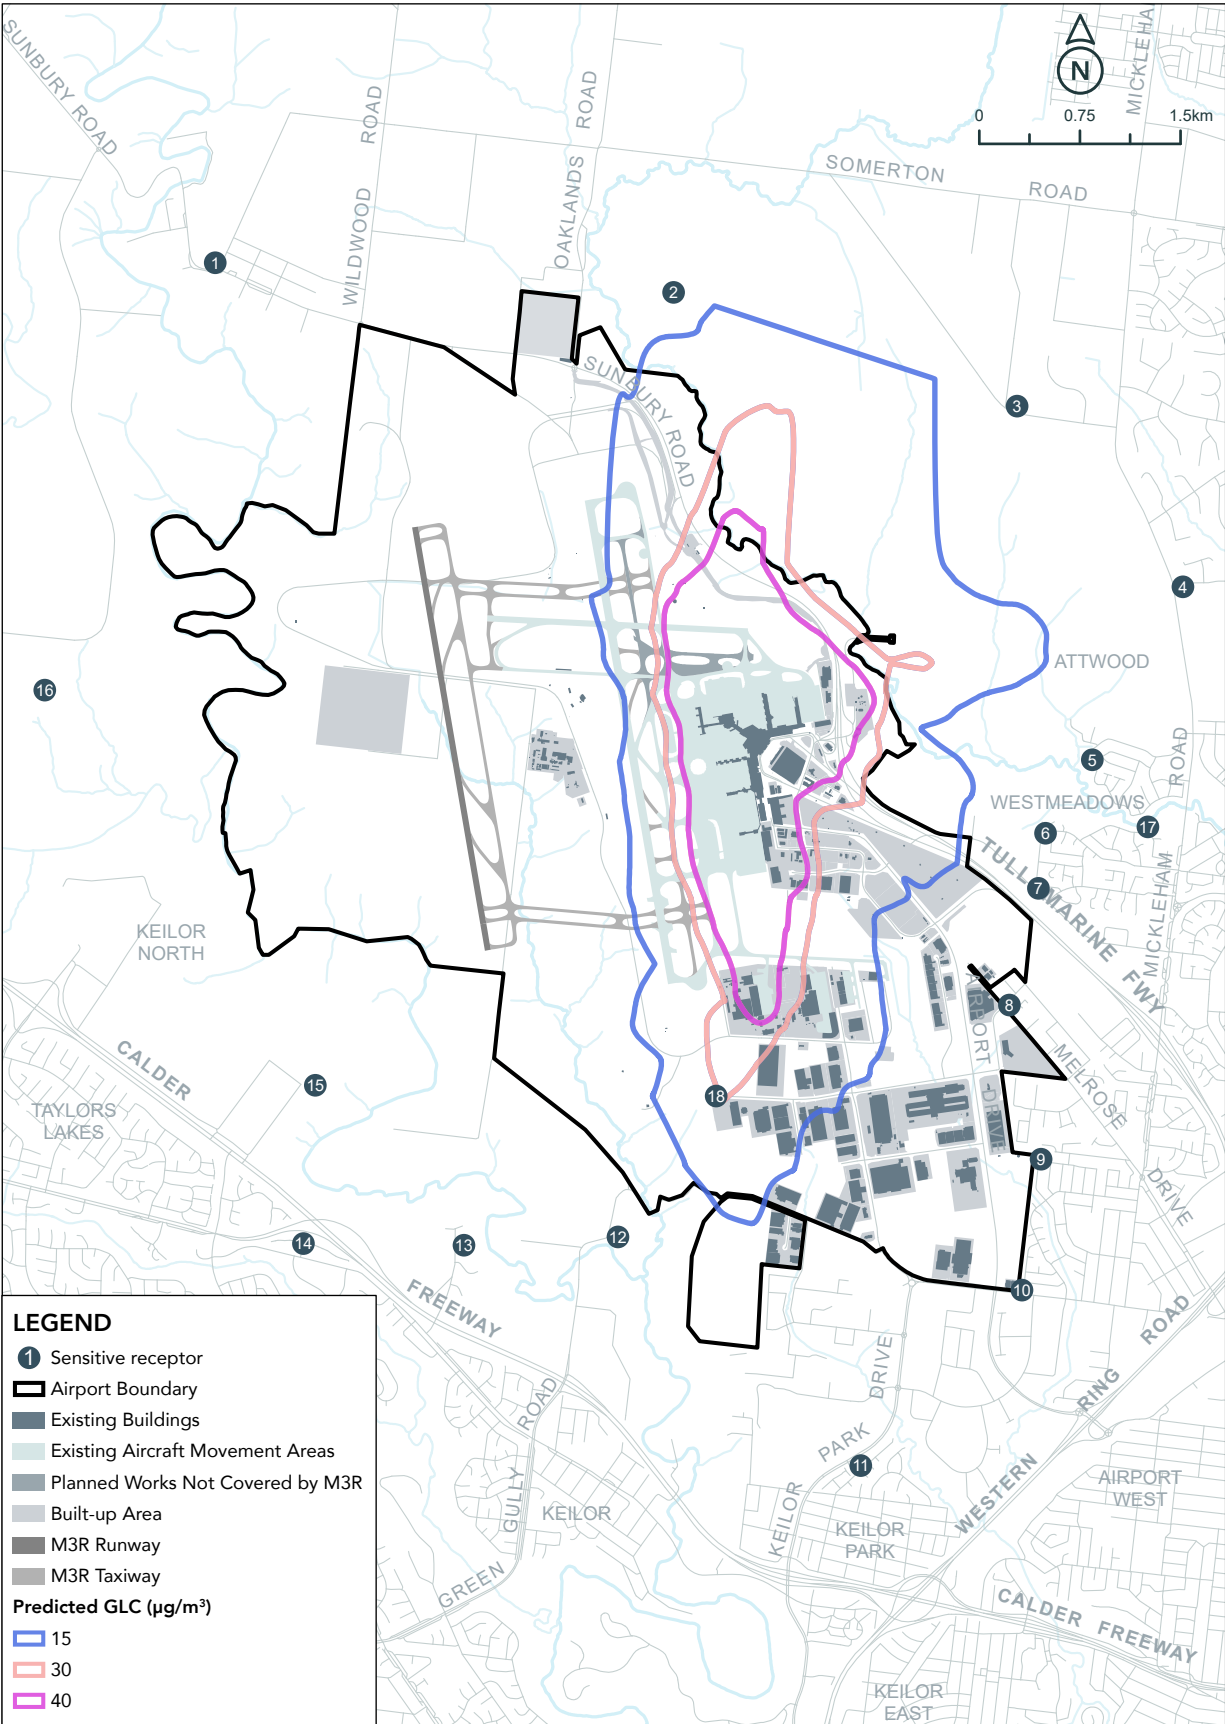 SUNBURY ROAD
WILDWOOD
ROAD
OAKLANDS
ROAD
N
MICKLEHA
0
0.75
1.5km
SOMERTON
ROAD
1
2
3
SUNBURY ROAD
4
ATTWOOD
16
5
ROAD
WESTMEADOWS
6
17
TULLAMARINE FWY
7
MICKLEHAM
KEILOR
NORTH
8
AIRPORT
DRIVE
MELROSE
DRIVE
CALDER
FREEWAY
15
TAYLORS
LAKES
18
9
14
13
12
10
ROAD
RING
DRIVE
PARK
KEILOR
11
WESTERN
AIRPORT
WEST
ROAD
GULLY
GREEN
KEILOR
KEILOR
PARK
CALDER FREEWAY
KEILOR
EAST
LEGEND
1 Sensitive receptor
Airport Boundary
Existing Buildings
Existing Aircraft Movement Areas
Planned Works Not Covered by M3R
Built-up Area
M3R Runway
M3R Taxiway
Predicted GLC (µg/m³)
15
30
40